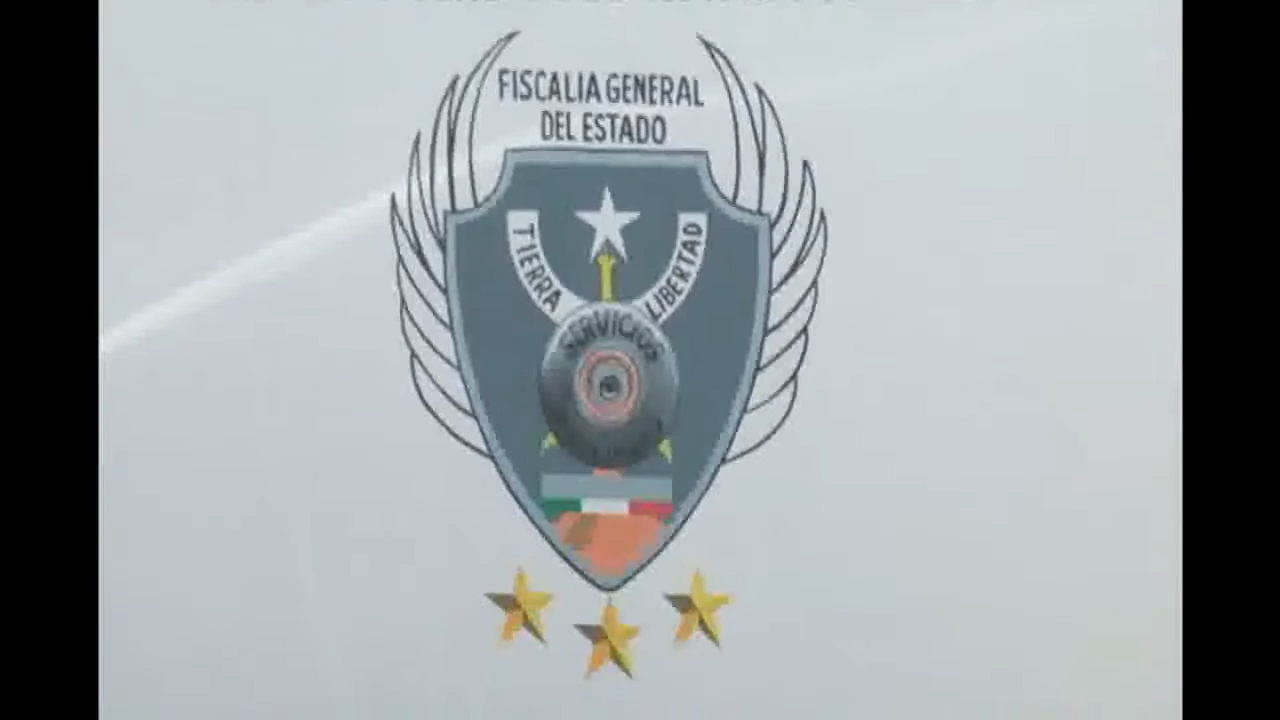 FISCALIA GENERAL
DEL ESTADO
TIERRA
LIBERTAD
SERVICIOS